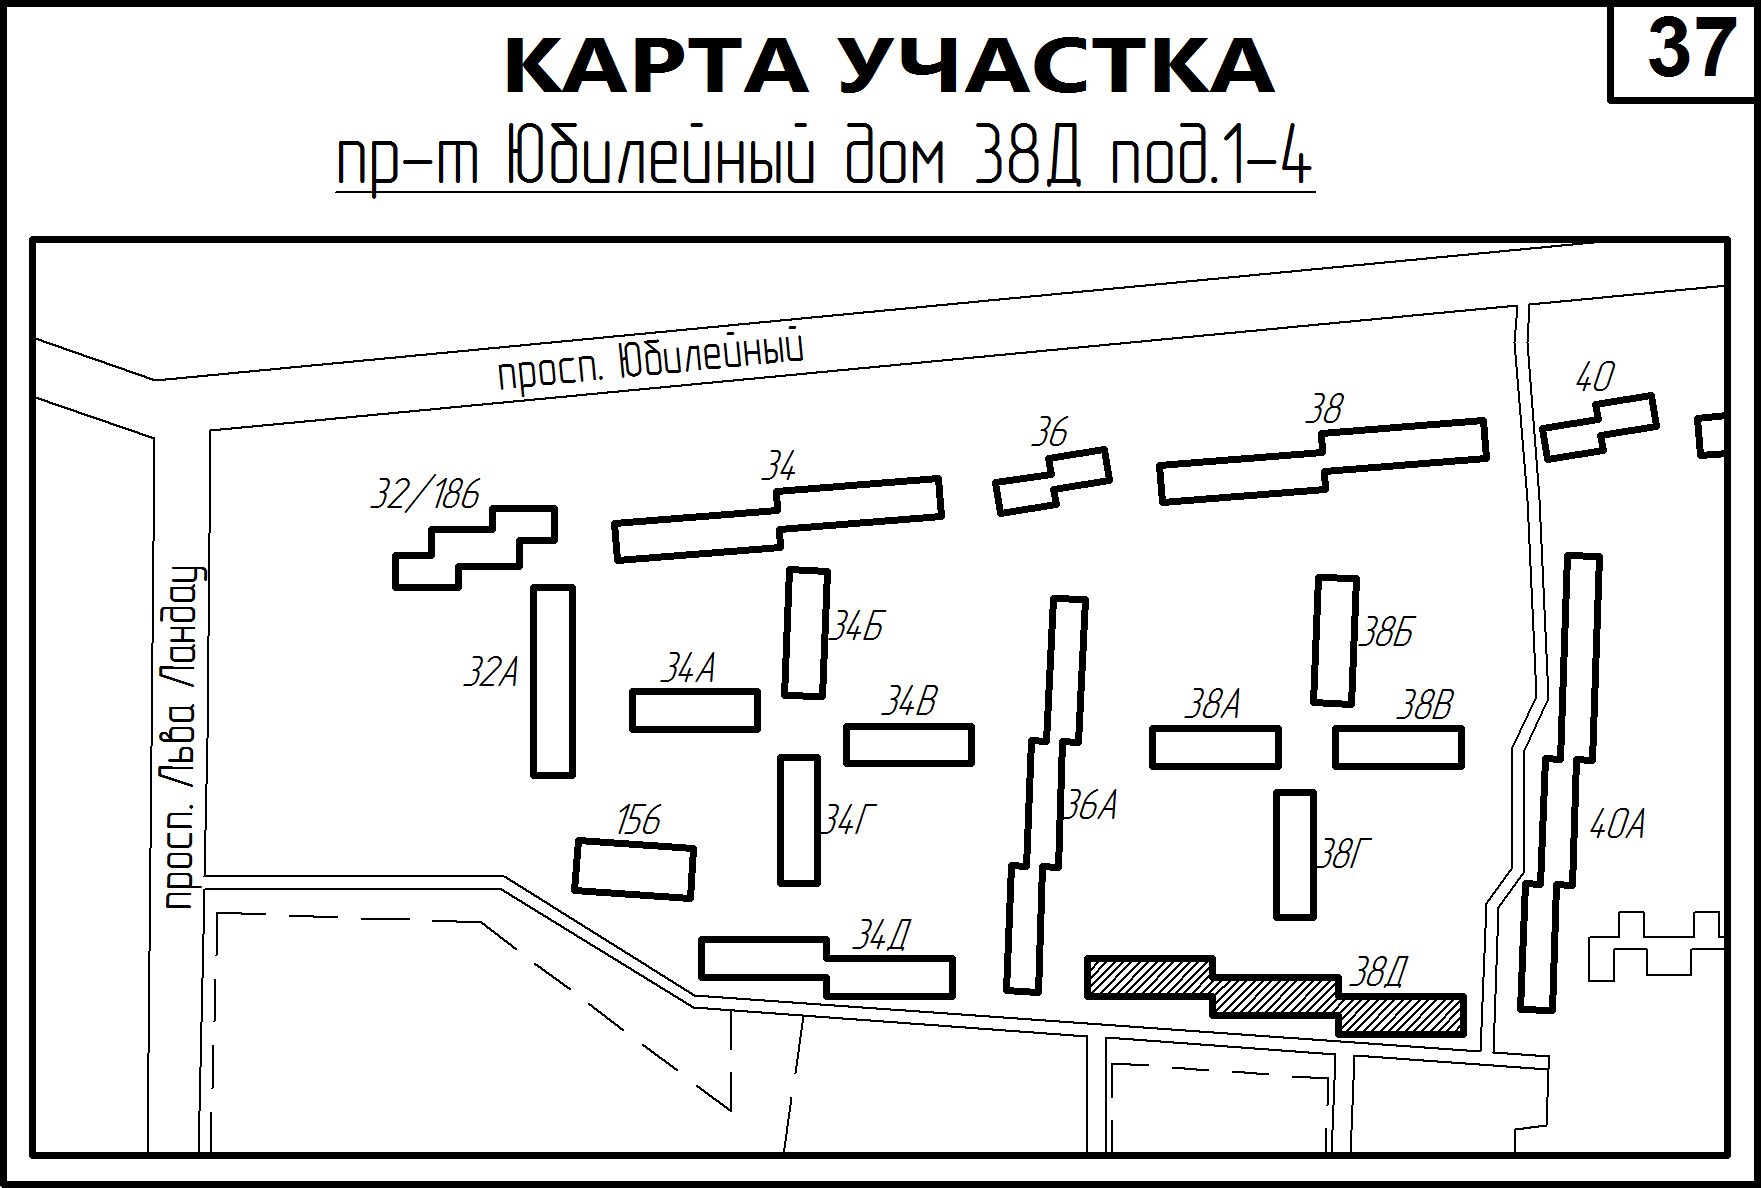 37
КАРТА УЧАСТКА
пр-т Юбилейный дом 38Д под.1-4
просп. Юбилейный
40
38
36
34
32/186
34Б
38Б
32А
34А
34В
38А
38В
просп. Льва Ландау
156
34Г
36А
38Г
40А
34Д
38Д